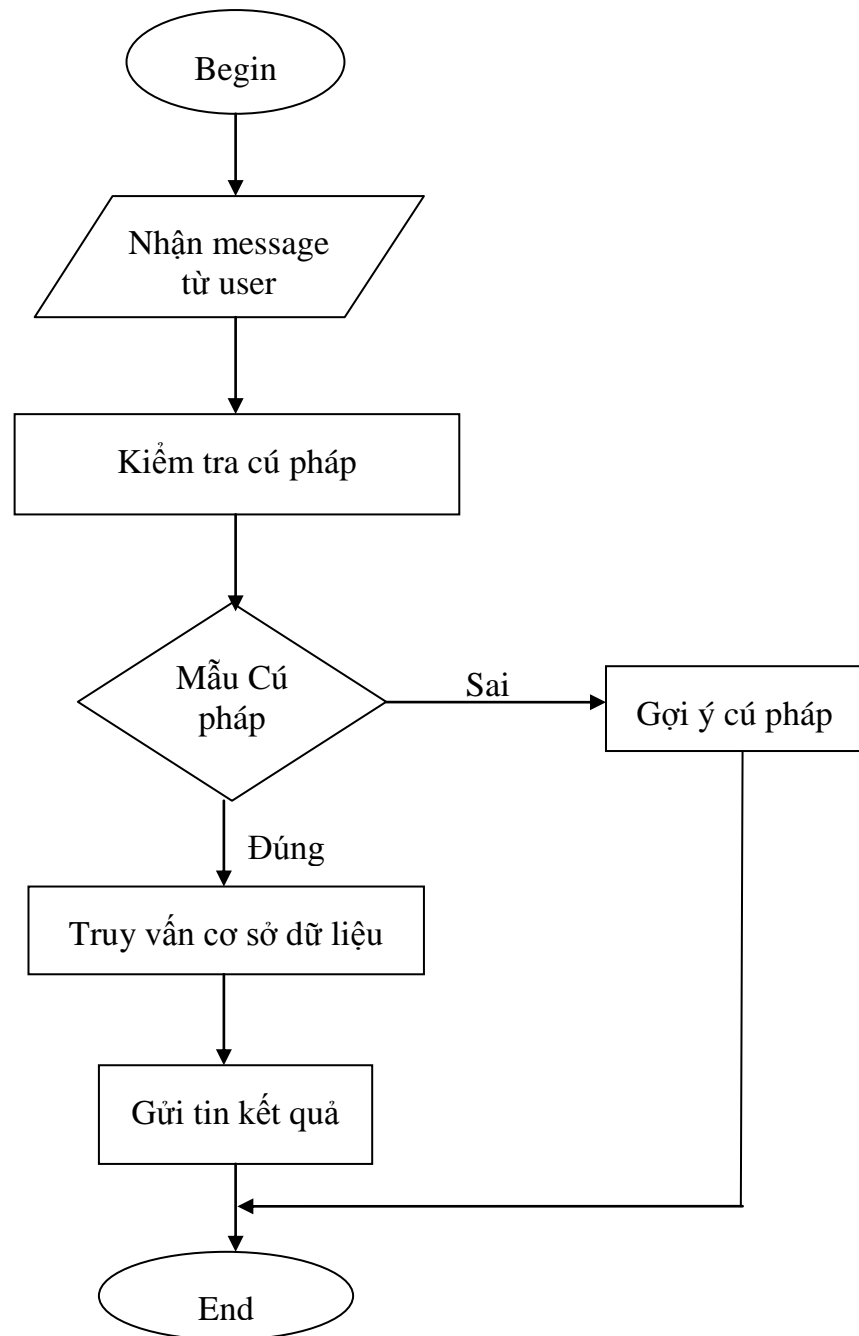 Begin
Nhận message
từ user
Kiểm tra cú pháp
Mẫu Cú
pháp
Sai
Gợi ý cú pháp
Đúng
Truy vấn cơ sở dữ liệu
Gửi tin kết quả
End